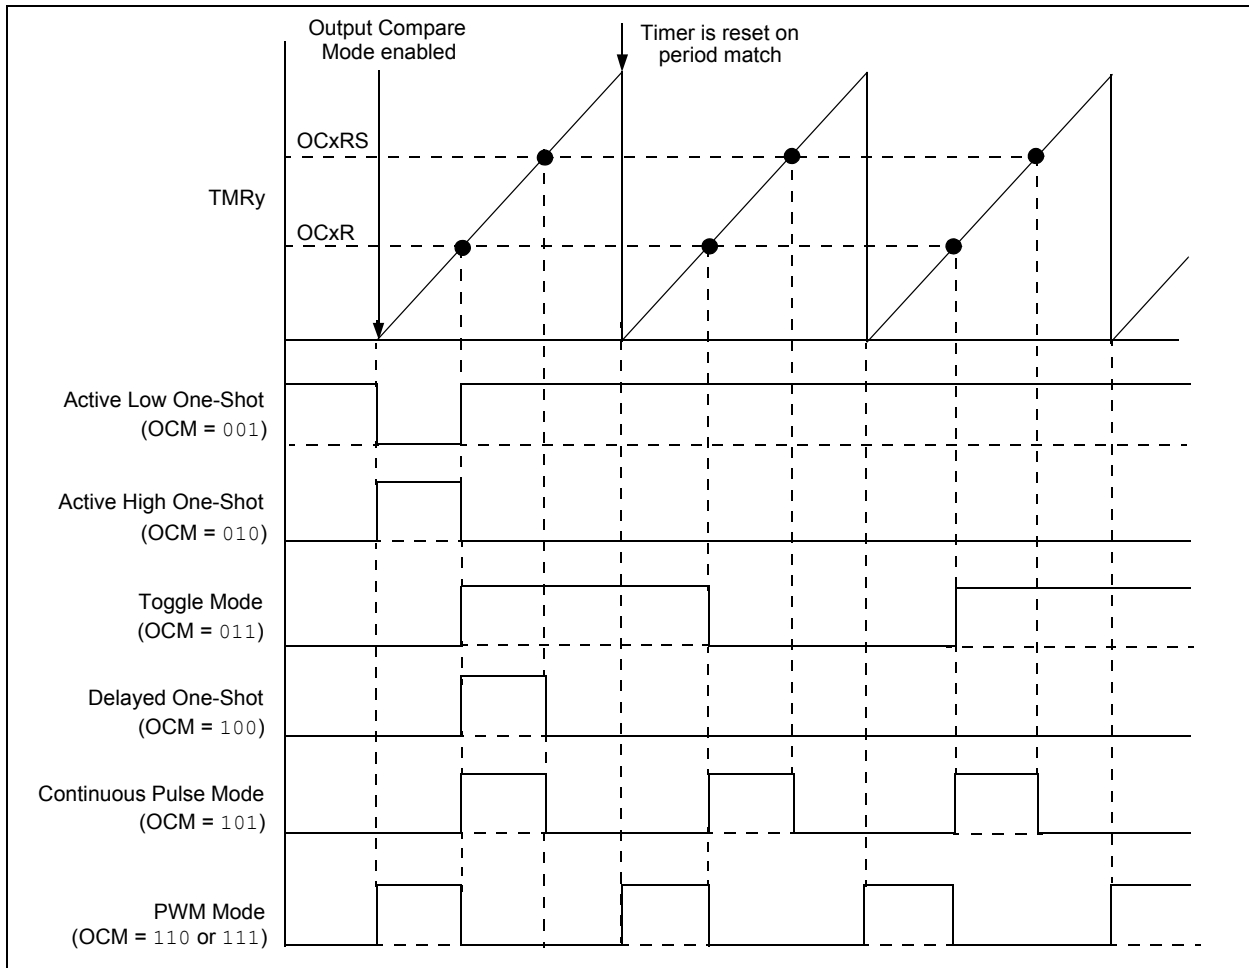 Output Compare
Mode enabled
Timer is reset on
period match
OCxRS
TMRy
OCxR
Active Low One-Shot
(OCM = 001)
Active High One-Shot
(OCM = 010)
Toggle Mode
(OCM = 011)
Delayed One-Shot
(OCM = 100)
Continuous Pulse Mode
(OCM = 101)
PWM Mode
(OCM = 110 or 111)